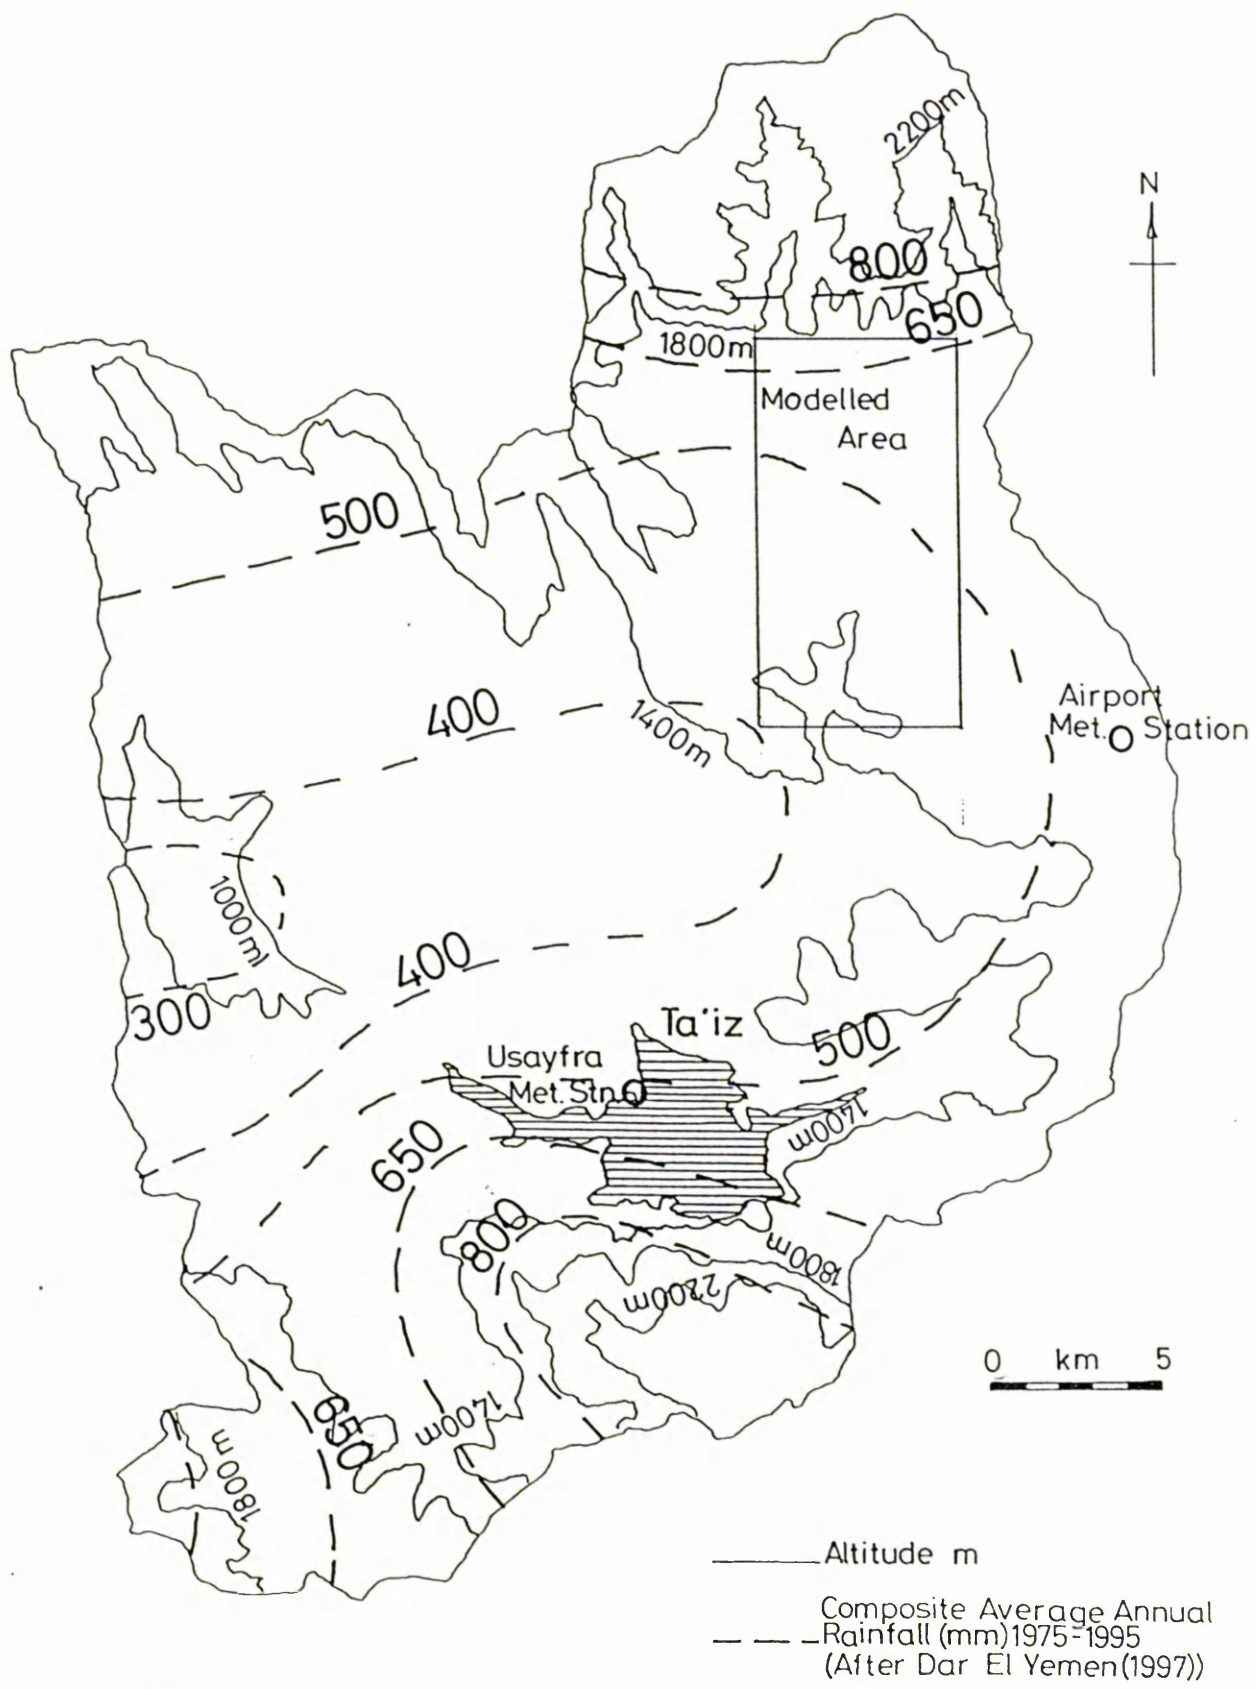 2200m
N
800
650
1800m
Modelled
Area
500
400
1400m
Airport
Met. Station
1000m
400
300
Ta'iz
500
Usayfra
Met. Stn.
1400m
650
800
1800m
2200m
0 km 5
650
1400m
1800m
Altitude m
Composite Average Annual
Rainfall (mm) 1975-1995
(After Dar El Yemen (1997))